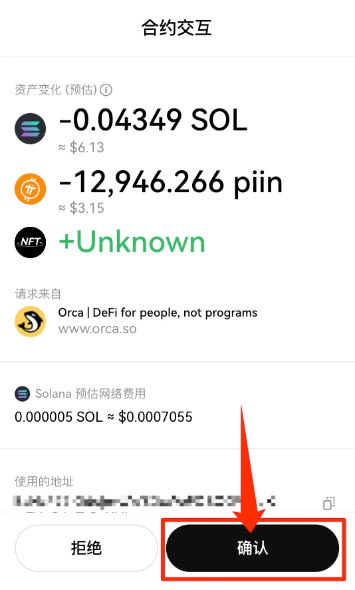 合约交互
资产变化 (预估)
-0.04349 SOL
≈ $6.13
-12,946.266 piin
≈ $3.15
NFT
+Unknown
请求来自
Orca | DeFi for people, not programs
www.orca.so
Solana 预估网络费用
0.000005 SOL ≈ $0.0007055
使用的地址
拒绝
确认